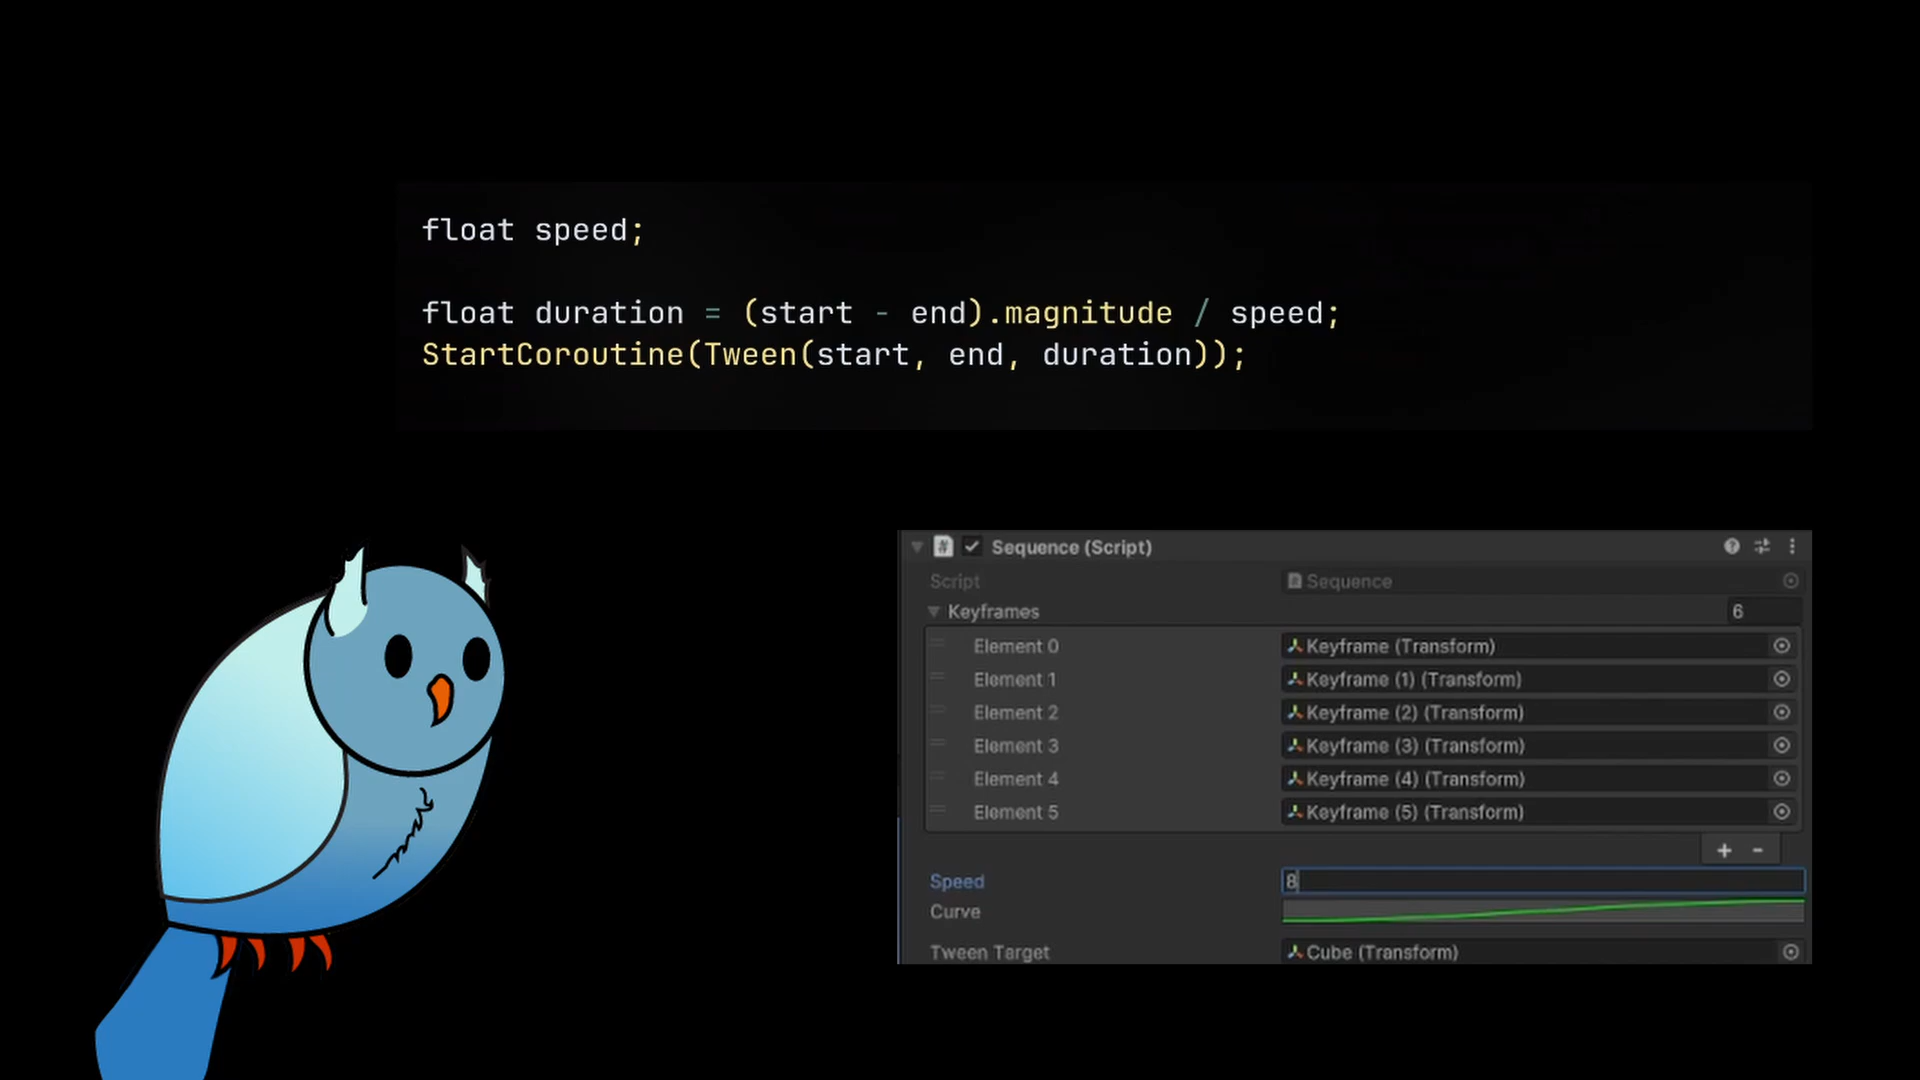 float speed;
float duration = (start - end).magnitude / speed;
StartCoroutine(Tween(start, end, duration));
Sequence (Script)
Script Sequence
Keyframes 6
Element 0 Keyframe (Transform)
Element 1 Keyframe (1) (Transform)
Element 2 Keyframe (2) (Transform)
Element 3 Keyframe (3) (Transform)
Element 4 Keyframe (4) (Transform)
Element 5 Keyframe (5) (Transform)
+ -
Speed 8
Curve
Tween Target Cube (Transform)